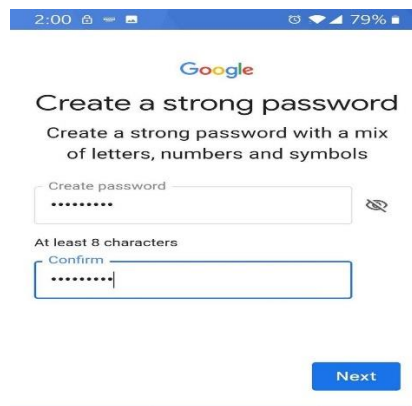 2:00 79%
Google
Create a strong password
Create a strong password with a mix
of letters, numbers and symbols
Create password
•••••••••
At least 8 characters
Confirm
•••••••••
Next